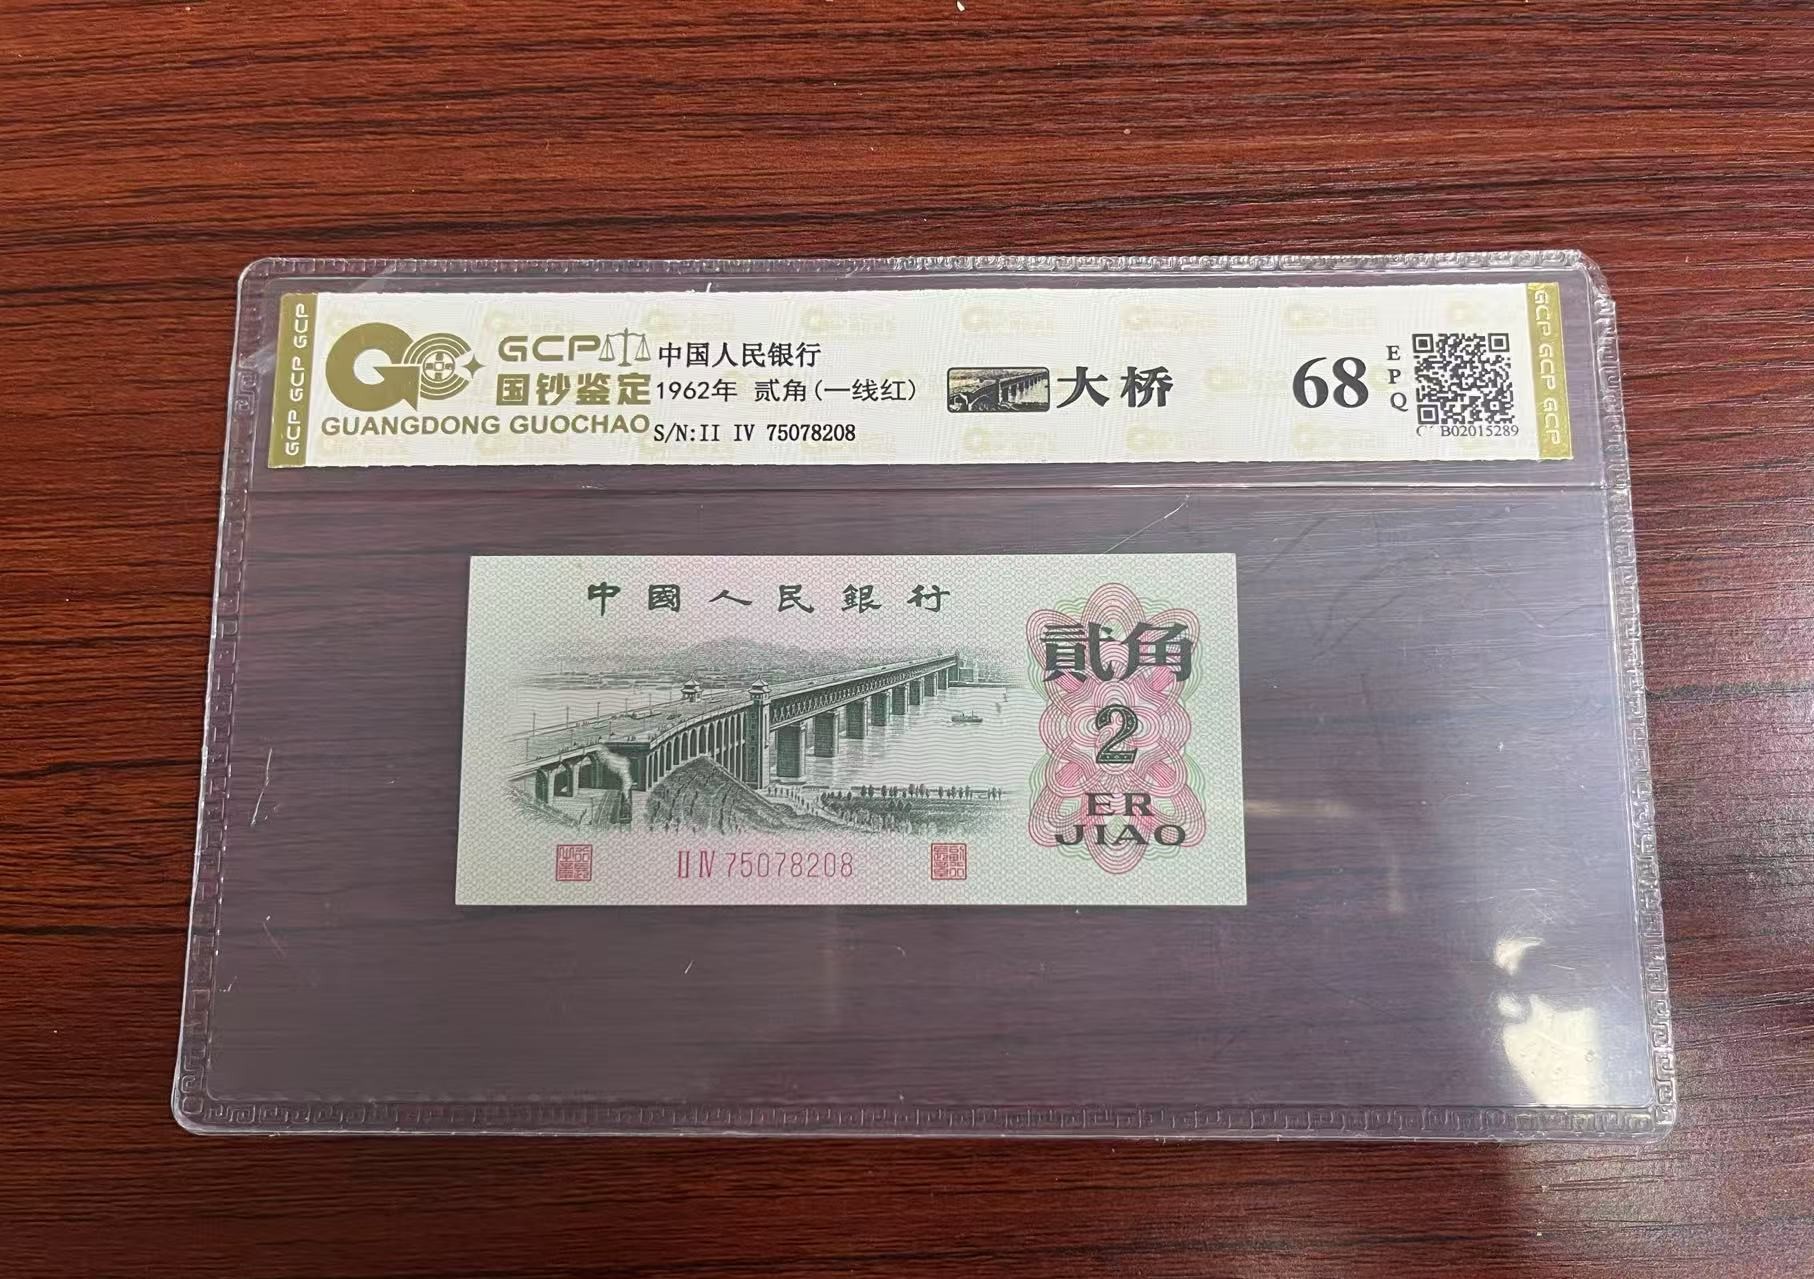 GCP GCP GCP
GCP
国钞鉴定
GUANGDONG GUOCHAO
中国人民银行
1962年 贰角(一线红)
S/N:II IV 75078208
大桥
68
EPQ
B02015289
GCP GCP GCP
中國人民銀行
貳角
2
ER
JIAO
II IV 75078208